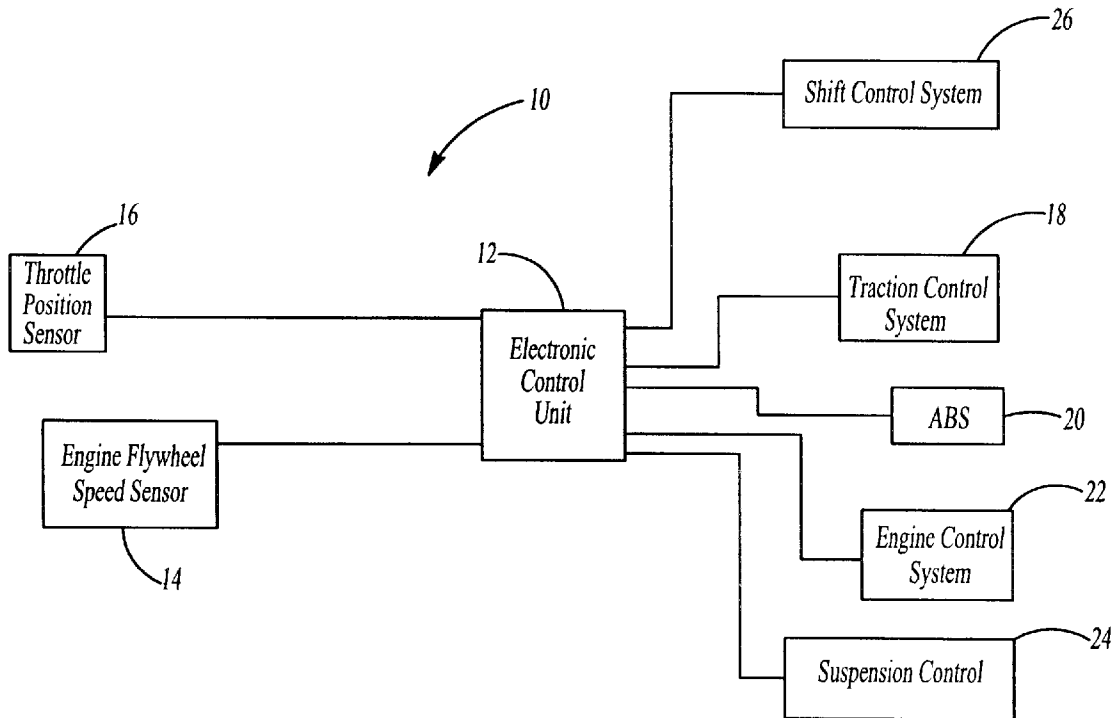 26
Shift Control System
10
16
Throttle
Position
Sensor
12
Electronic
Control
Unit
18
Traction Control
System
ABS
20
Engine Flywheel
Speed Sensor
14
22
Engine Control
System
24
Suspension Control